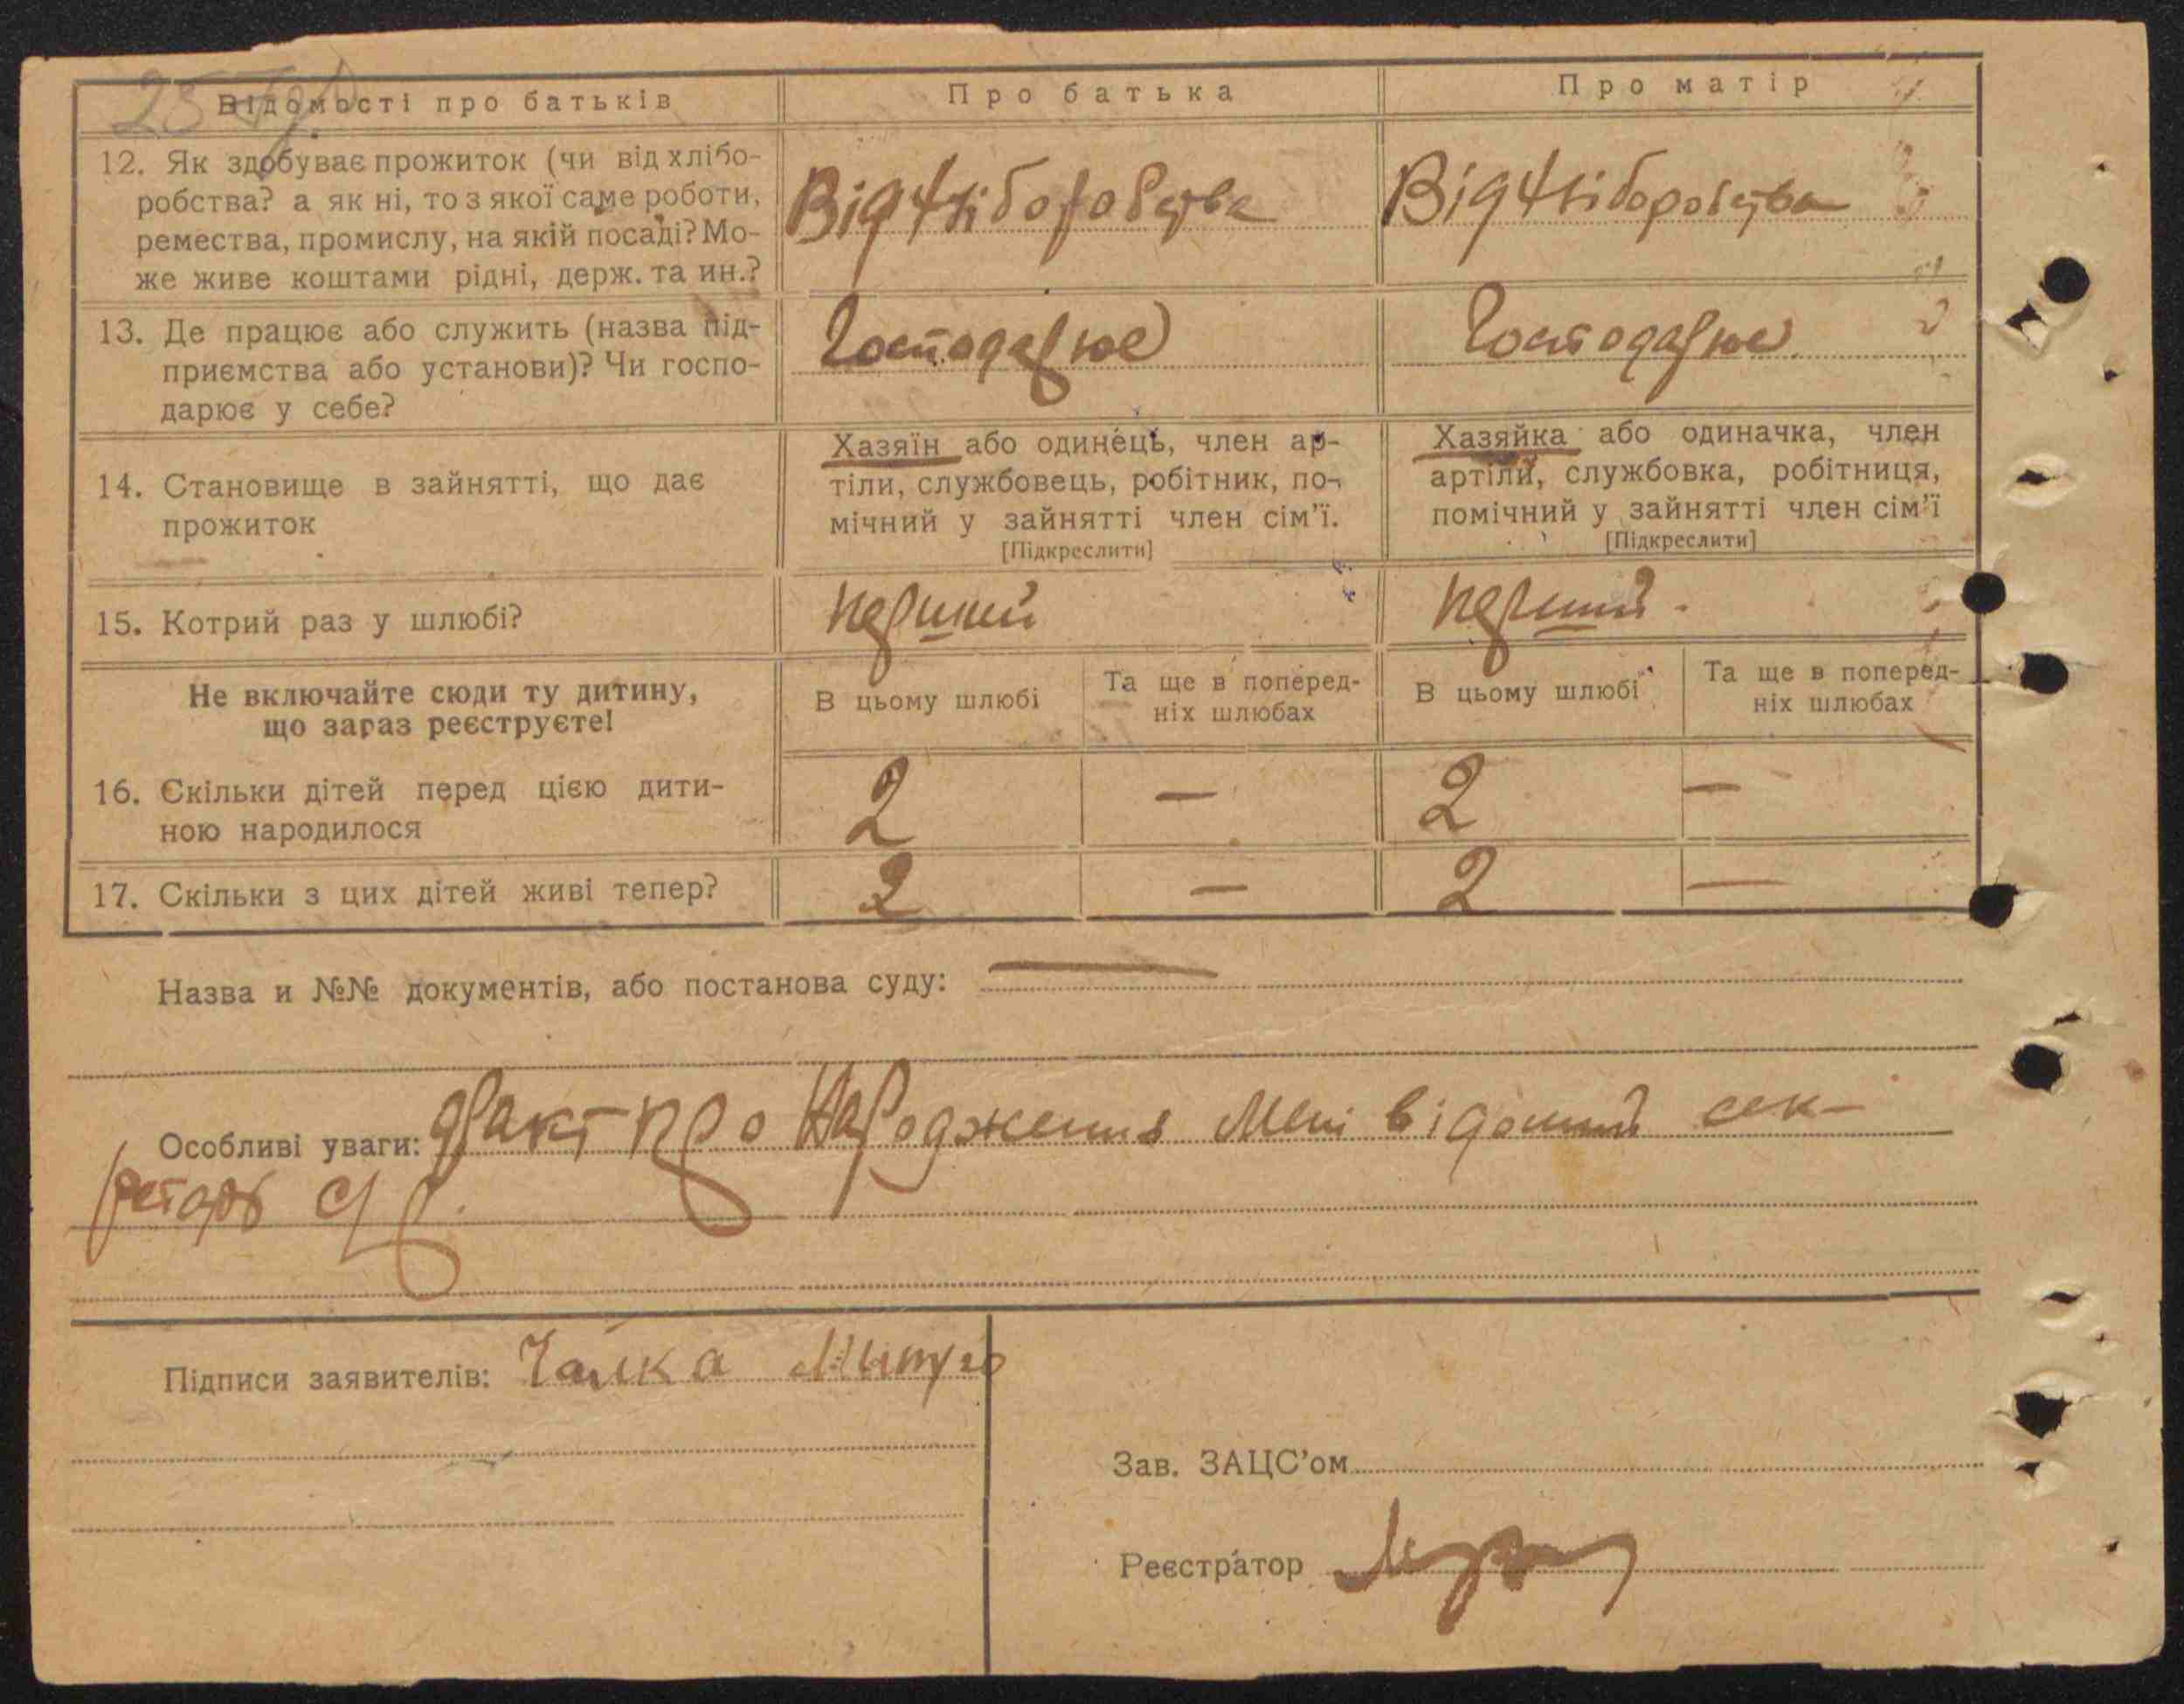 Відомості про батьків
Про батька
Про матір
12. Як здобуває прожиток (чи від хлібо-
робства? а як ні, то з якої саме роботи,
ремества, промислу, на якій посаді? Мо-
же живе коштами рідні, держ. та ин.?
Від Хліборобства
Від Хліборобства
13. Де працює або служить (назва під-
приємства або установи)? Чи госпо-
дарює у себе?
Господарює
Господарює
14. Становище в зайнятті, що дає
прожиток
Хазяїн або одинець, член ар-
тіли, службовець, робітник, по-
мічний у зайнятті член сім'ї.
[Підкреслити]
Хазяйка або одиначка, член
артіли, службовка, робітниця,
помічний у зайнятті член сім'ї
[Підкреслити]
15. Котрий раз у шлюбі?
перший
перший.
Не включайте сюди ту дитину,
що зараз реєструєте!
В цьому шлюбі
Та ще в поперед-
ніх шлюбах
В цьому шлюбі
Та ще в поперед-
ніх шлюбах
16. Скільки дітей перед цією дити-
ною народилося
2 — 2 —
17. Скільки з цих дітей живі тепер?
2 — 2 —
Назва и №№ документів, або постанова суду: —
Особливі уваги: факт про Народження Мені відомий сек-
ретарь с/р.
Підписи заявителів: Чайка
Зав. ЗАЦС'ом
Реєстратор